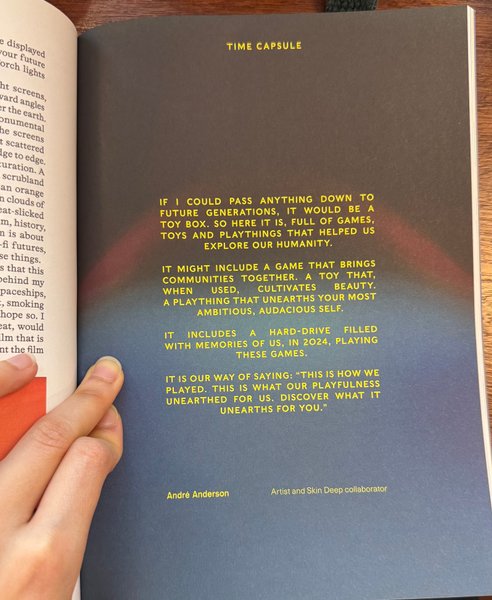 e displayed
your future
orch lights
ht screens,
ward angles
er the earth.
onumental
he screens
t scattered
dge to edge.
turation. A
scrubland
an orange
n clouds of
eat-slicked
m, history,
n is about
-fi futures,
se things.
s that this
behind my
spaceships,
t, smoking
hope so. I
eat, would
ilm that is
nt the film
TIME CAPSULE
IF I COULD PASS ANYTHING DOWN TO
FUTURE GENERATIONS, IT WOULD BE A
TOY BOX. SO HERE IT IS, FULL OF GAMES,
TOYS AND PLAYTHINGS THAT HELPED US
EXPLORE OUR HUMANITY.
IT MIGHT INCLUDE A GAME THAT BRINGS
COMMUNITIES TOGETHER. A TOY THAT,
WHEN USED, CULTIVATES BEAUTY.
A PLAYTHING THAT UNEARTHS YOUR MOST
AMBITIOUS, AUDACIOUS SELF.
IT INCLUDES A HARD-DRIVE FILLED
WITH MEMORIES OF US, IN 2024, PLAYING
THESE GAMES.
IT IS OUR WAY OF SAYING: “THIS IS HOW WE
PLAYED. THIS IS WHAT OUR PLAYFULNESS
UNEARTHED FOR US. DISCOVER WHAT IT
UNEARTHS FOR YOU.”
André Anderson Artist and Skin Deep collaborator